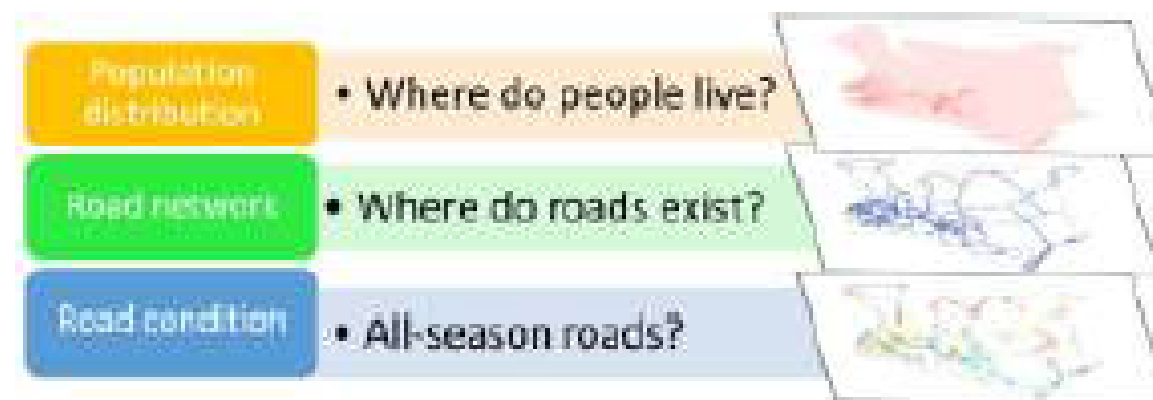 Population
distribution
• Where do people live?
Road network
• Where do roads exist?
Road condition
• All-season roads?